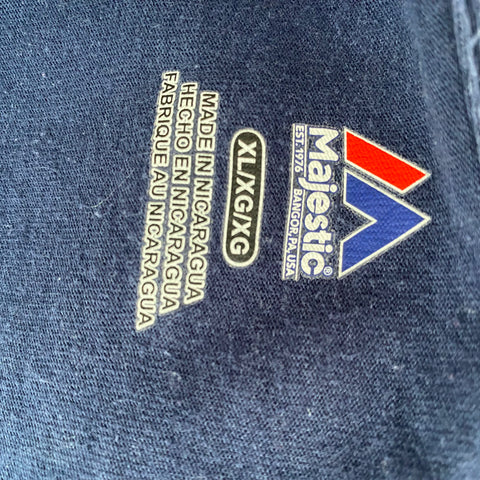 Majestic®
EST. 1976 BANGOR, PA, USA
XL/XG/XG
MADE IN NICARAGUA
HECHO EN NICARAGUA
FABRIQUE AU NICARAGUA